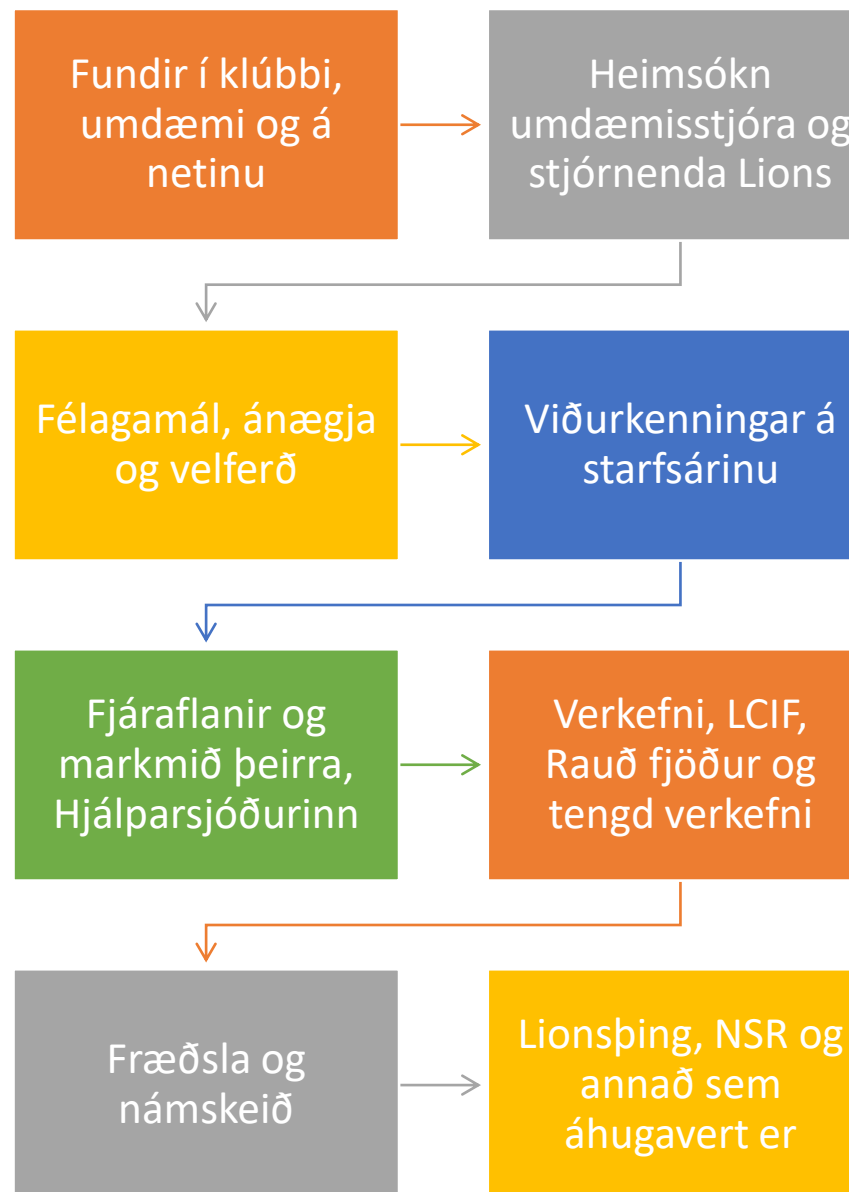 Fundir í klúbbi,
umdæmi og á
netinu
Heimsókn
umdæmisstjóra og
stjórnenda Lions
Félagamál, ánægja
og velferð
Viðurkenningar á
starfsárinu
Fjáraflanir og
markmið þeirra,
Hjálparsjóðurinn
Verkefni, LCIF,
Rauð fjöður og
tengd verkefni
Fræðsla og
námskeið
Lionsþing, NSR og
annað sem
áhugavert er